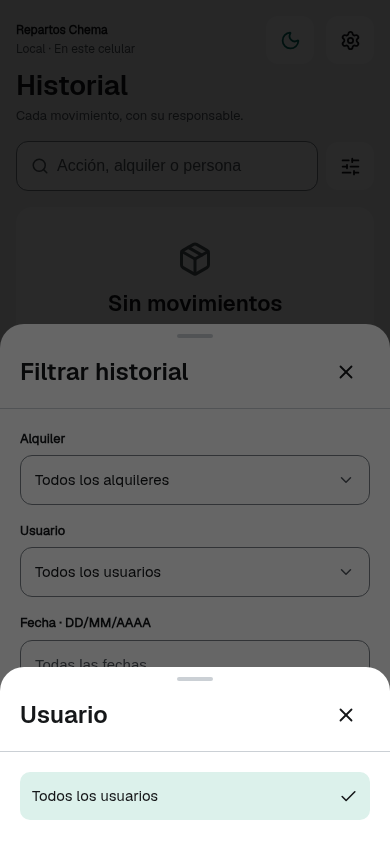 Repartos Chema
Local · En este celular
Historial
Cada movimiento, con su responsable.
Acción, alquiler o persona
Sin movimientos
Filtrar historial
Alquiler
Todos los alquileres
Usuario
Todos los usuarios
Fecha · DD/MM/AAAA
Todas las fechas
Usuario
Todos los usuarios